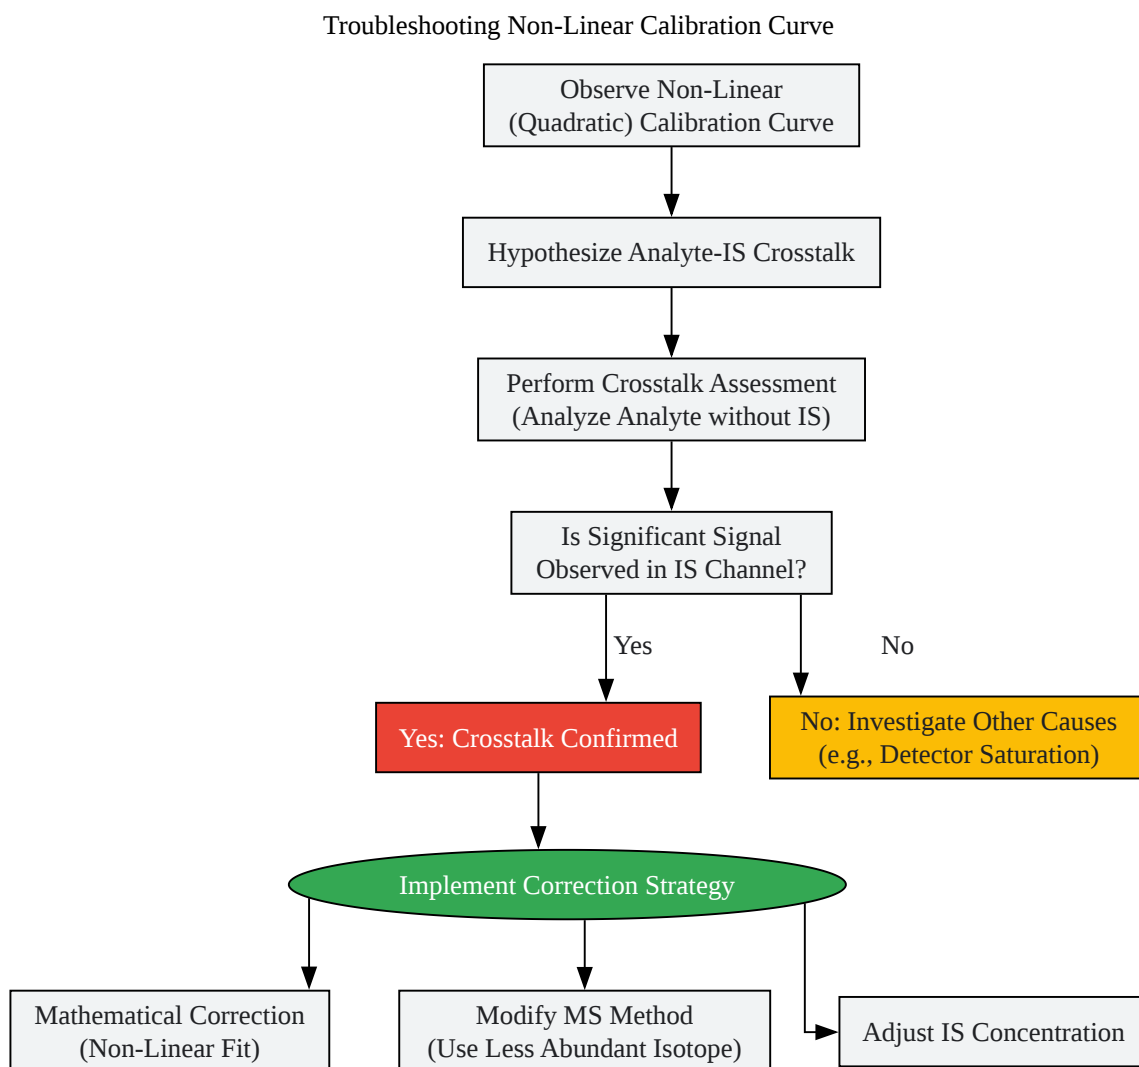 Troubleshooting Non-Linear Calibration Curve
Observe Non-Linear
(Quadratic) Calibration Curve
Hypothesize Analyte-IS Crosstalk
Perform Crosstalk Assessment
(Analyze Analyte without IS)
Is Significant Signal
Observed in IS Channel?
Yes
No
Yes: Crosstalk Confirmed
No: Investigate Other Causes
(e.g., Detector Saturation)
Implement Correction Strategy
Mathematical Correction
(Non-Linear Fit)
Modify MS Method
(Use Less Abundant Isotope)
Adjust IS Concentration